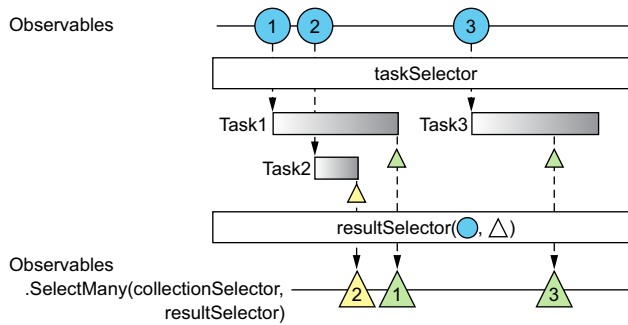 Observables
1 2 3
taskSelector
Task1
Task3
Task2
resultSelector( , )
Observables
.SelectMany(collectionSelector,
resultSelector)
2 1 3